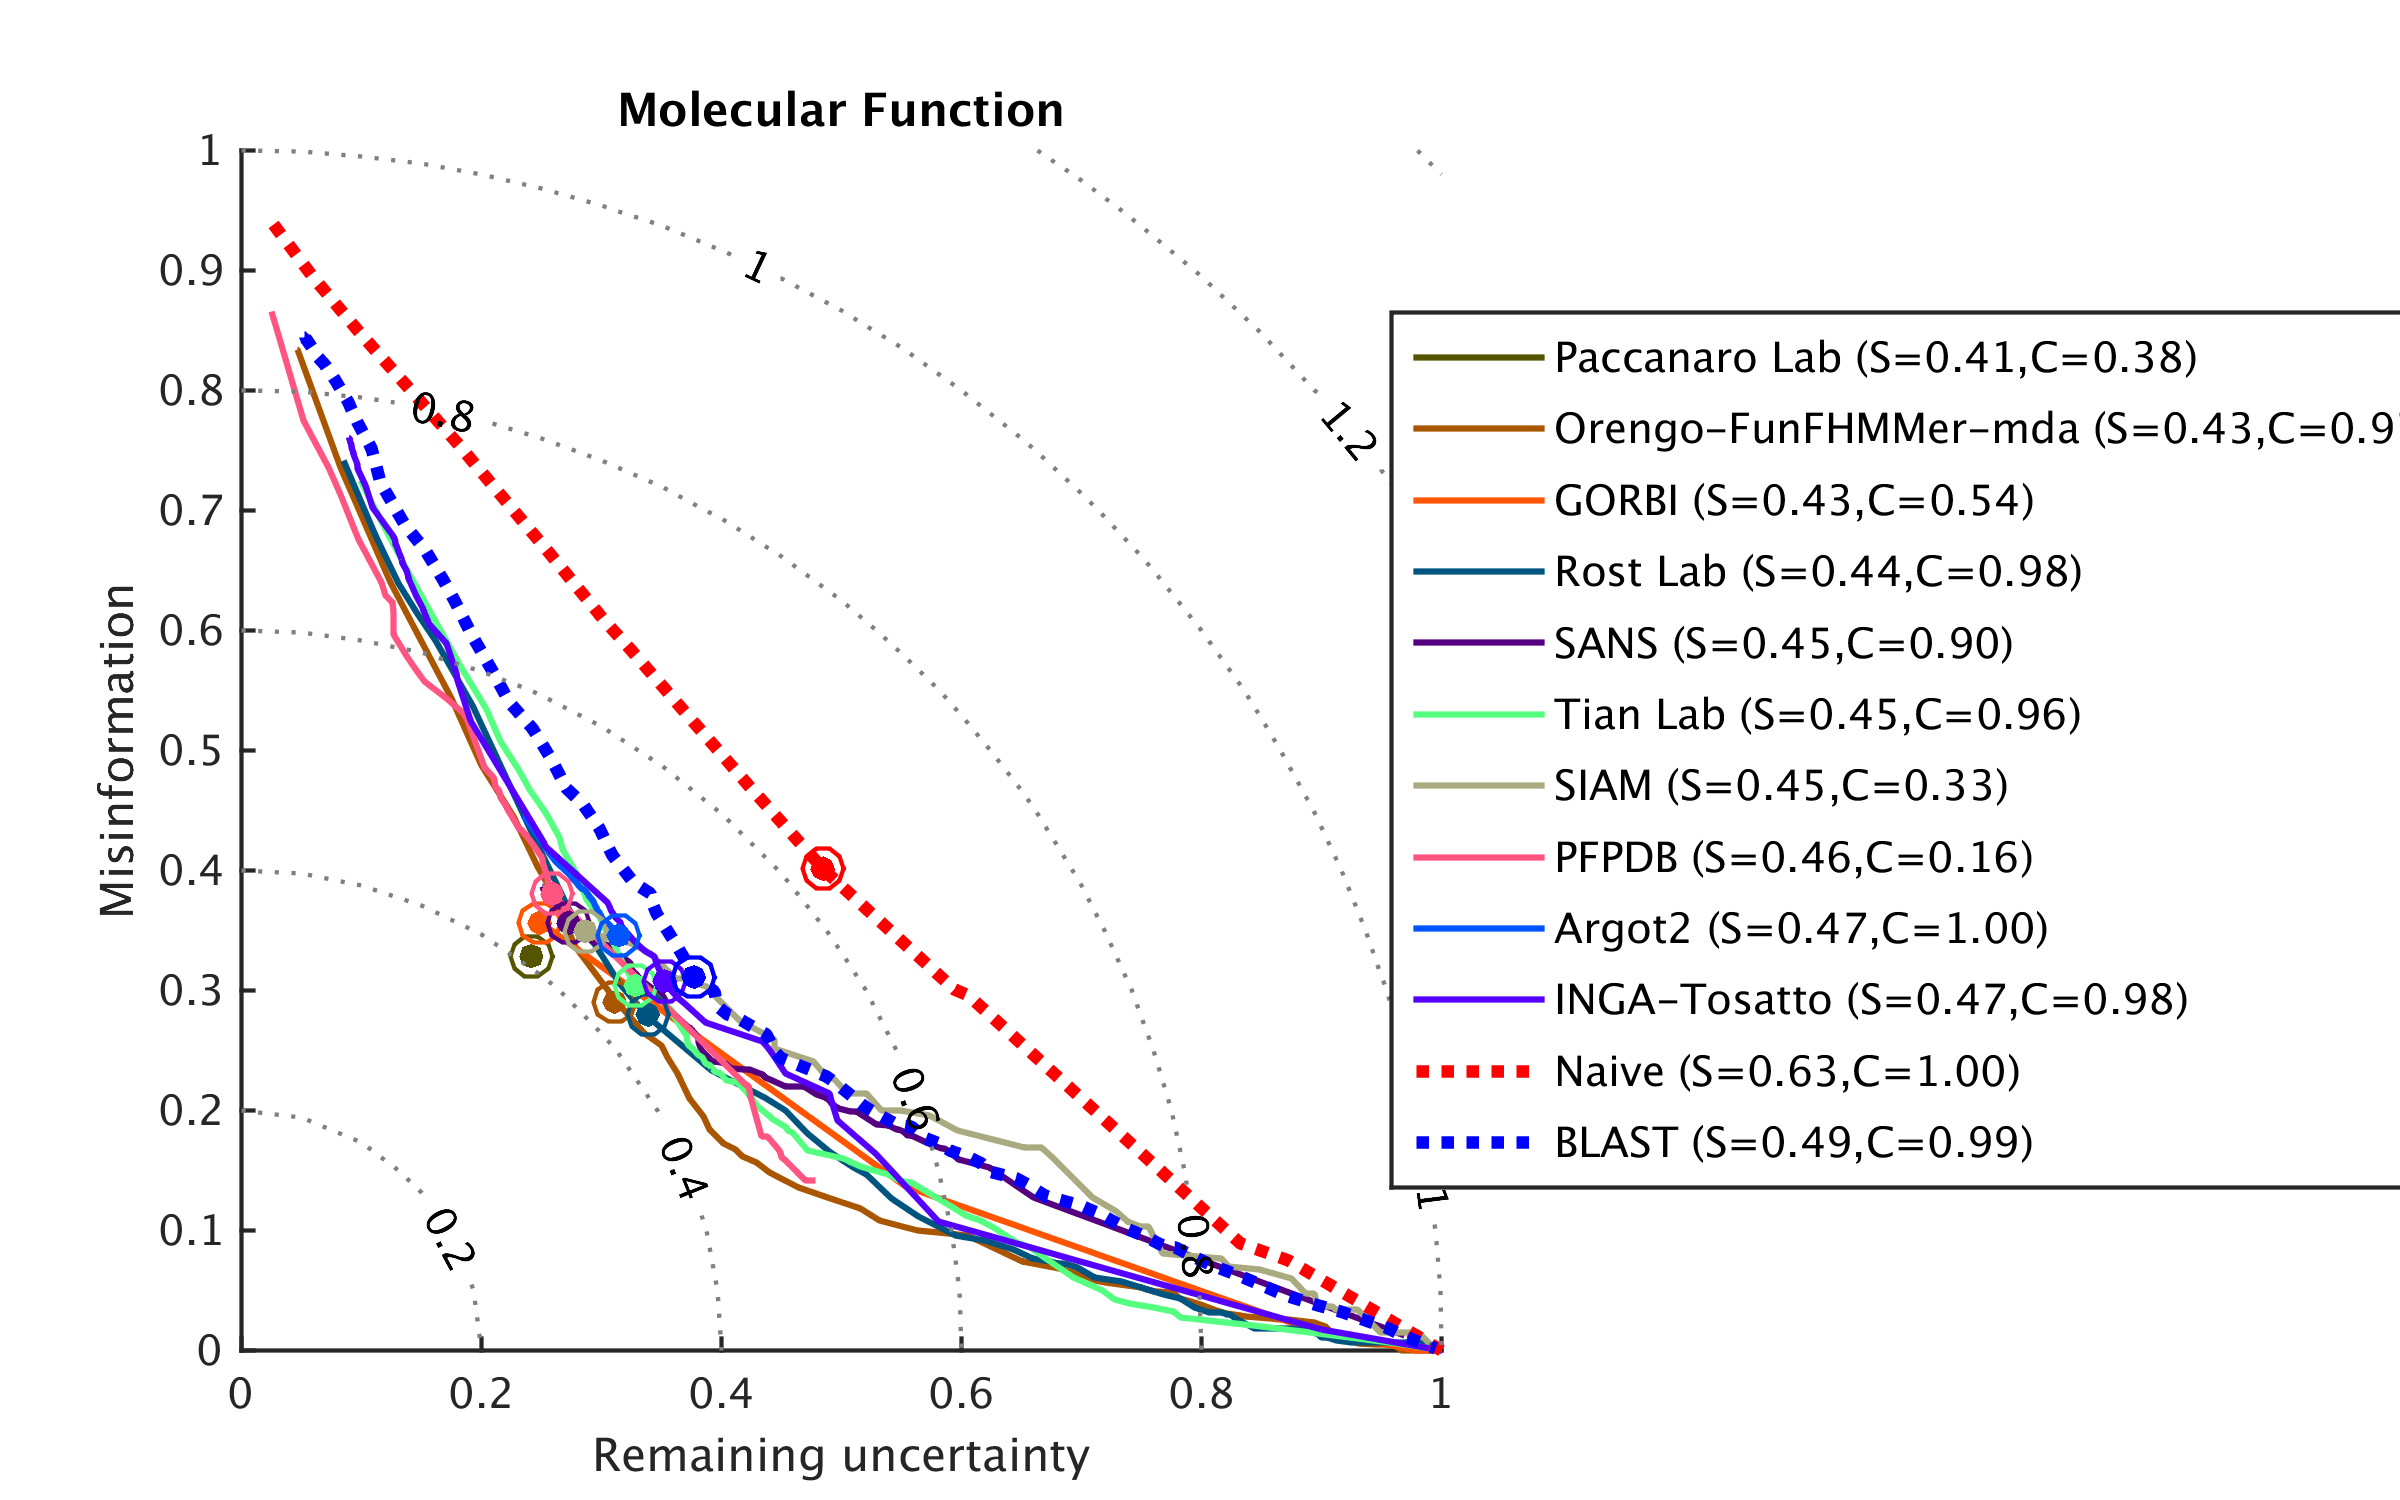 Molecular Function
1
0.9
0.8
0.7
0.6
0.5
0.4
0.3
0.2
0.1
0
Misinformation
0
0.2
0.4
0.6
0.8
1
Remaining uncertainty
1
1.2
0.8
0.6
0.4
0.2
0.8
1
Paccanaro Lab (S=0.41,C=0.38)
Orengo-FunFHMMer-mda (S=0.43,C=0.9
GORBI (S=0.43,C=0.54)
Rost Lab (S=0.44,C=0.98)
SANS (S=0.45,C=0.90)
Tian Lab (S=0.45,C=0.96)
SIAM (S=0.45,C=0.33)
PFPDB (S=0.46,C=0.16)
Argot2 (S=0.47,C=1.00)
INGA-Tosatto (S=0.47,C=0.98)
Naive (S=0.63,C=1.00)
BLAST (S=0.49,C=0.99)